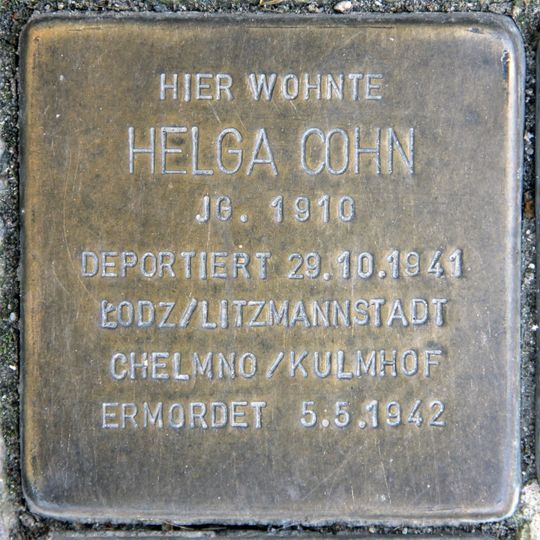 HIER WOHNTE
HELGA COHN
JG. 1910
DEPORTIERT 29.10.1941
ŁODZ/LITZMANNSTADT
CHELMNO/KULMHOF
ERMORDET 5.5.1942